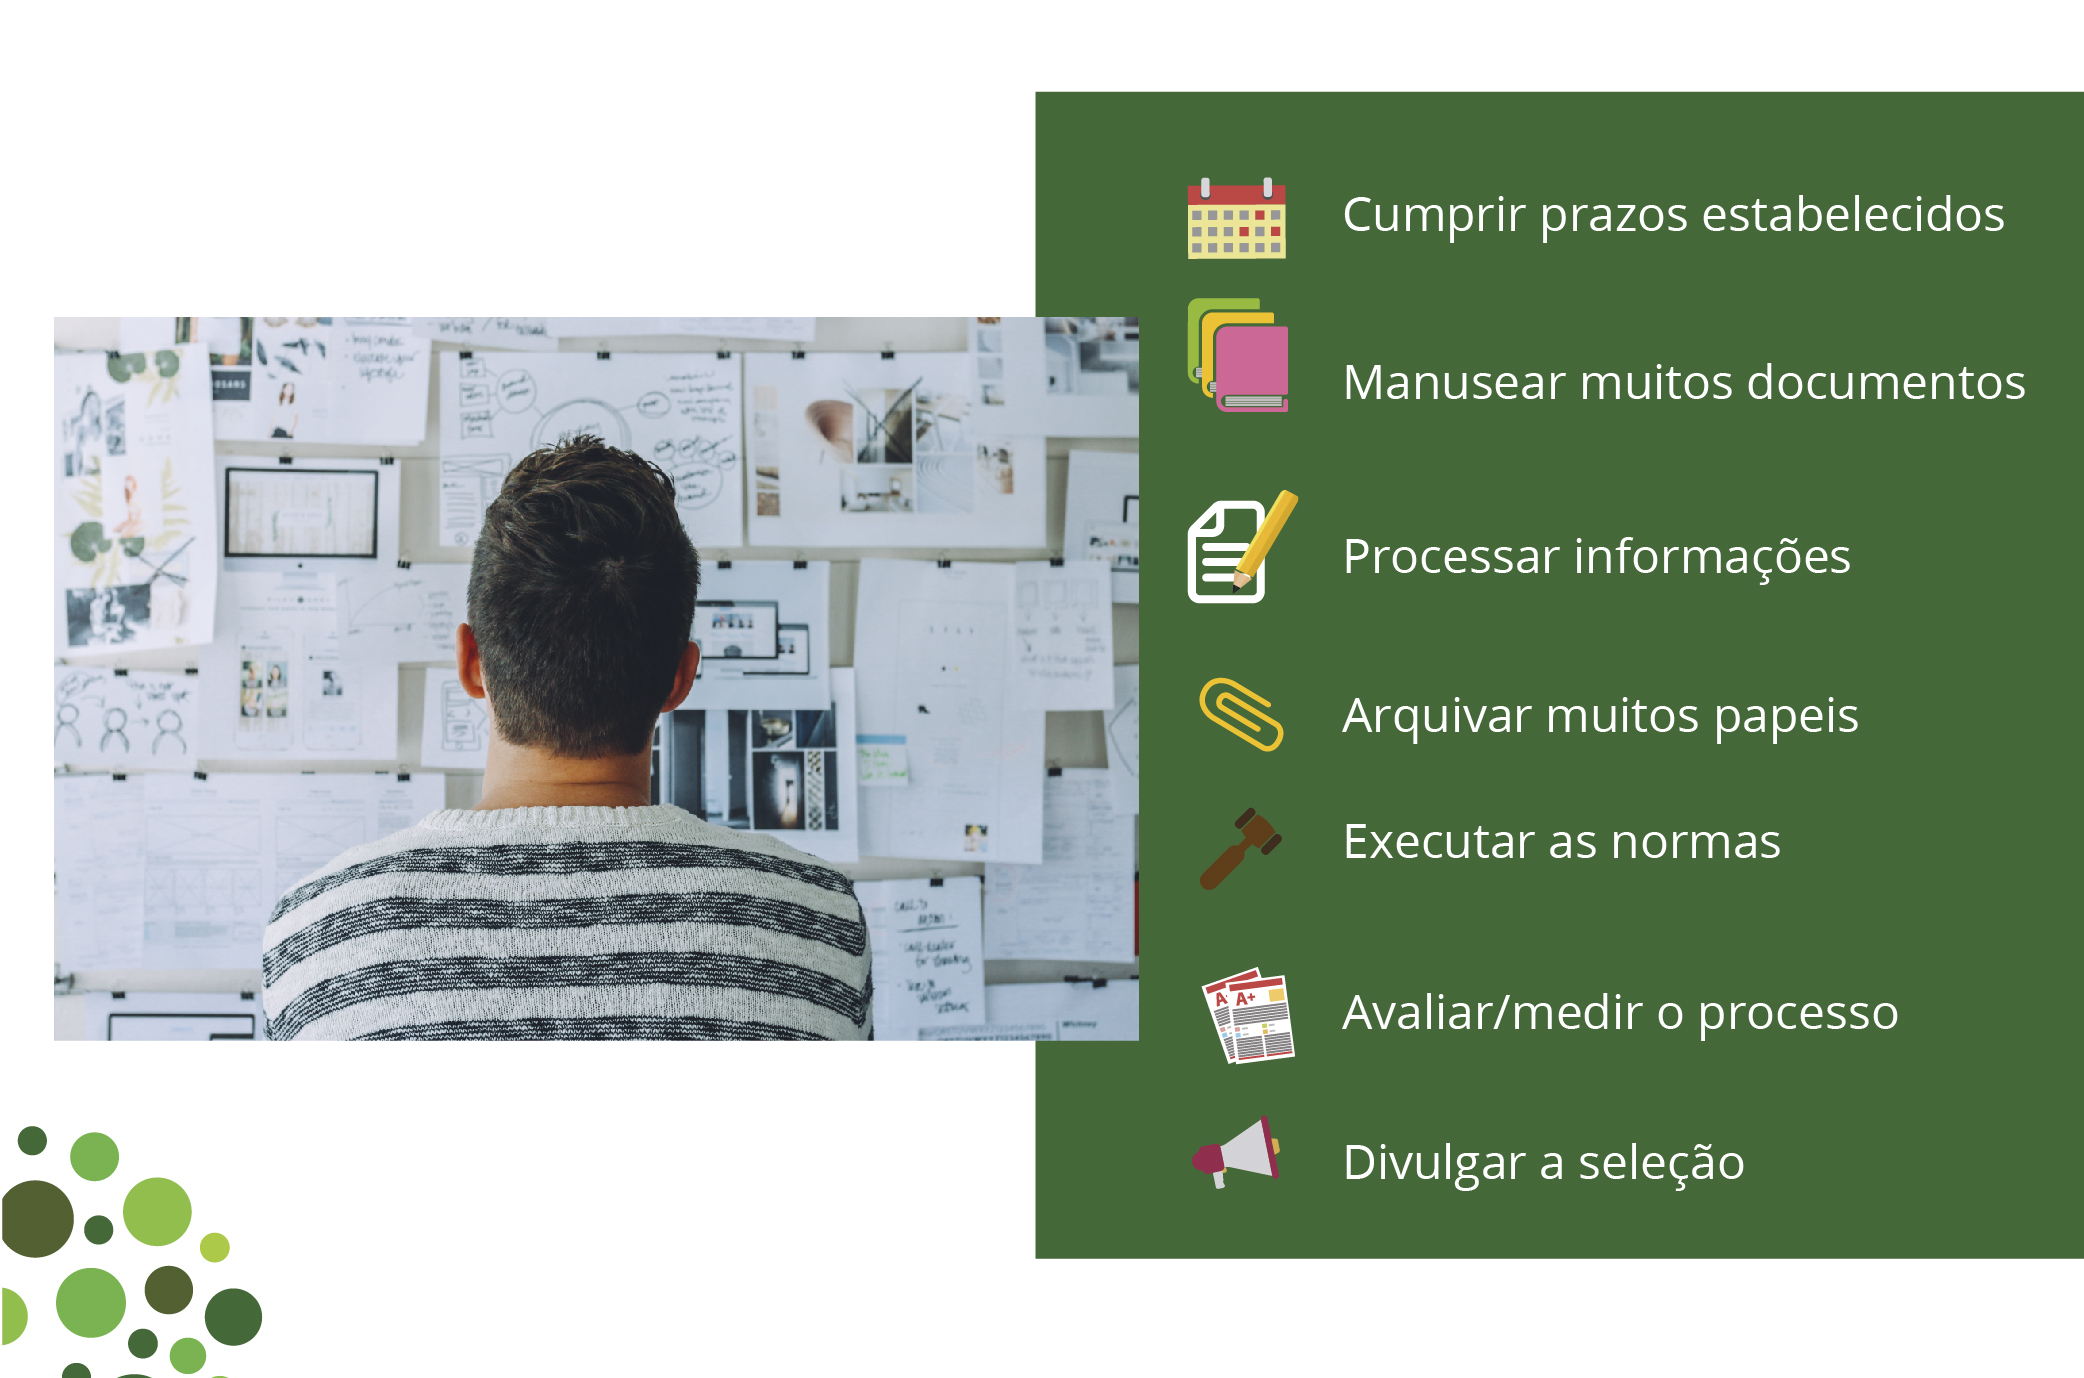 Cumprir prazos estabelecidos
Manusear muitos documentos
Processar informações
Arquivar muitos papeis
Executar as normas
A+
Avaliar/medir o processo
Divulgar a seleção